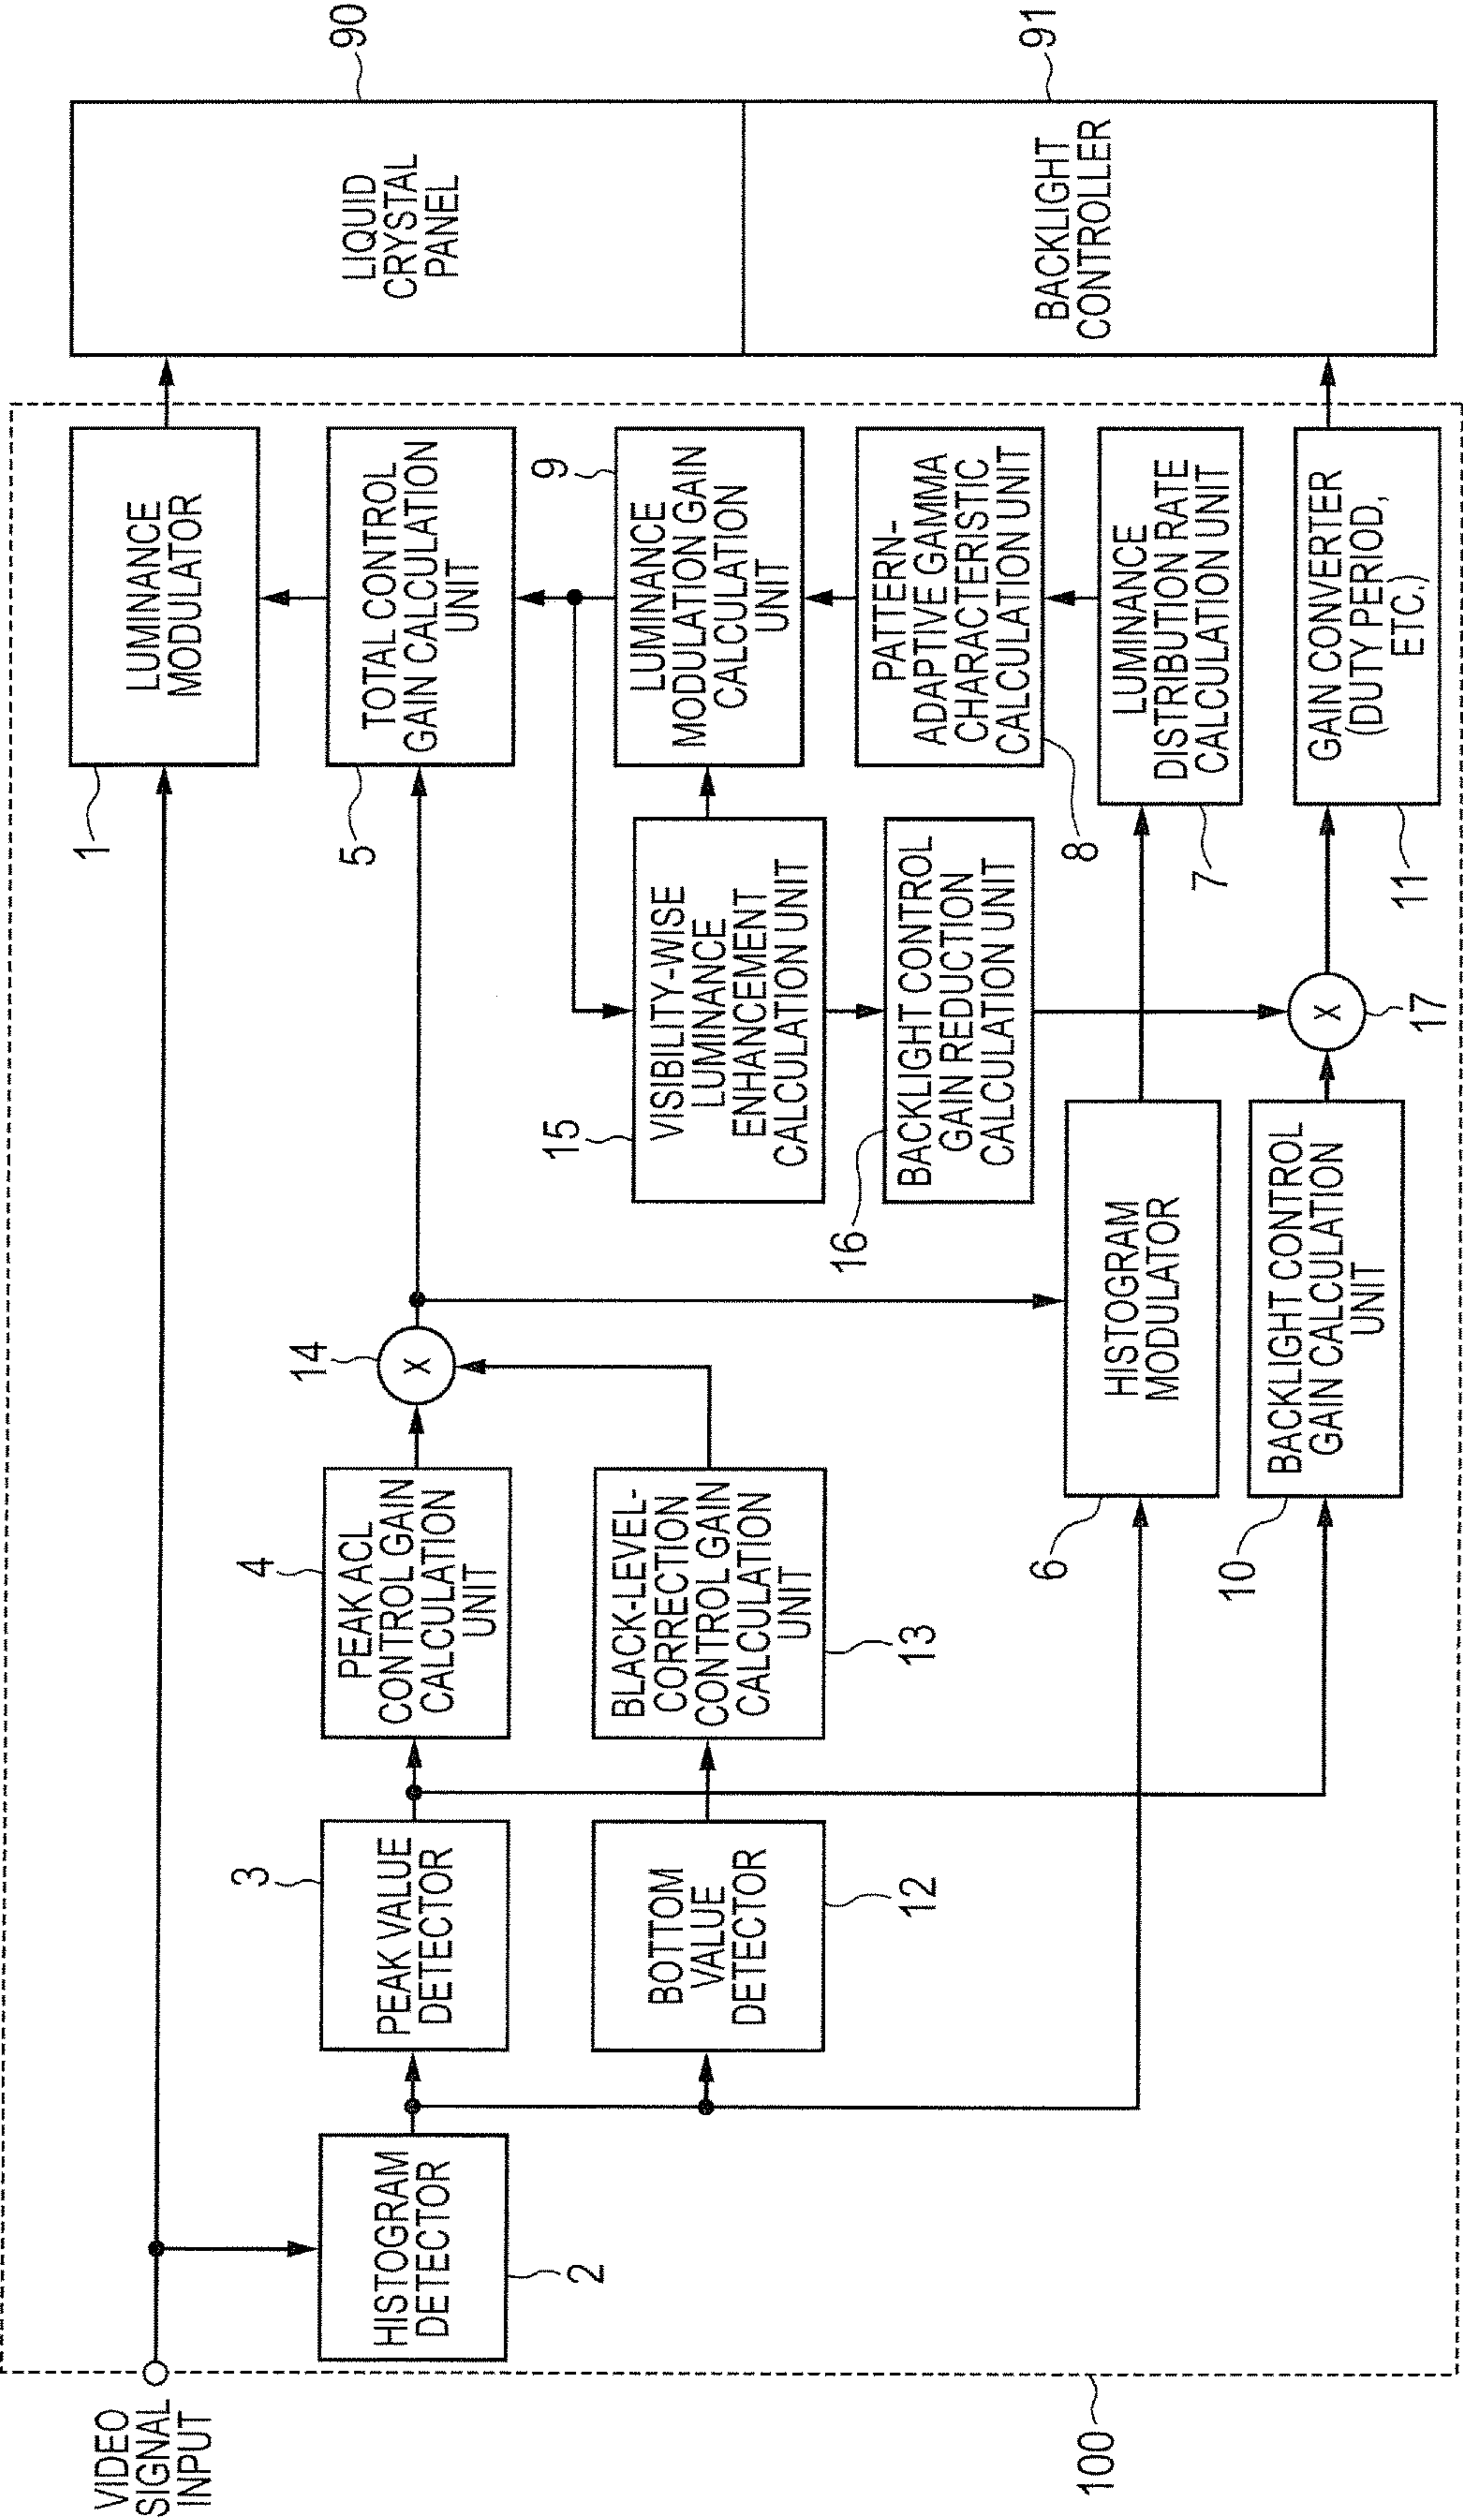 VIDEO
SIGNAL
INPUT
100
HISTOGRAM
DETECTOR
2
3
PEAK VALUE
DETECTOR
BOTTOM
VALUE
DETECTOR
12
4
PEAK ACL
CONTROL GAIN
CALCULATION
UNIT
BLACK-LEVEL-
CORRECTION
CONTROL GAIN
CALCULATION
UNIT
13
14
X
6
HISTOGRAM
MODULATOR
10
BACKLIGHT CONTROL
GAIN CALCULATION
UNIT
15
VISIBILITY-WISE
LUMINANCE
ENHANCEMENT
CALCULATION UNIT
16
BACKLIGHT CONTROL
GAIN REDUCTION
CALCULATION UNIT
X
17
1
LUMINANCE
MODULATOR
5
TOTAL CONTROL
GAIN CALCULATION
UNIT
9
LUMINANCE
MODULATION GAIN
CALCULATION
UNIT
PATTERN-
ADAPTIVE GAMMA
CHARACTERISTIC
CALCULATION UNIT
8
LUMINANCE
DISTRIBUTION RATE
CALCULATION UNIT
7
GAIN CONVERTER
(DUTY PERIOD,
ETC,)
11
LIQUID
CRYSTAL
PANEL
90
BACKLIGHT
CONTROLLER
91